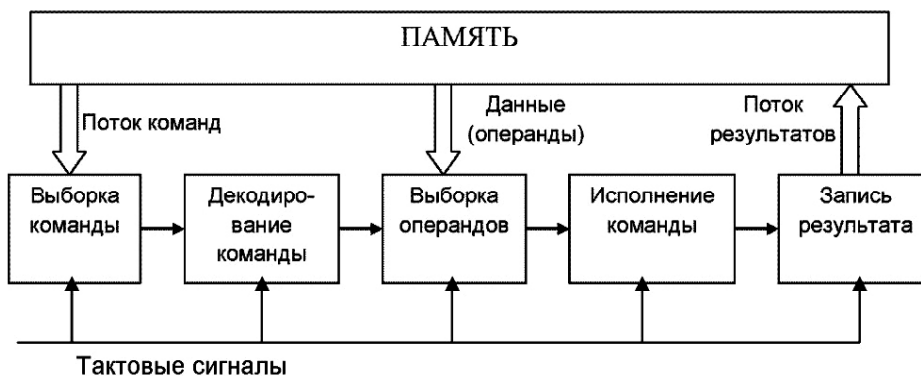 ПАМЯТЬ
Поток команд
Данные
(операнды)
Поток
результатов
Выборка
команды
Декодиро-
вание
команды
Выборка
операндов
Исполнение
команды
Запись
результата
Тактовые сигналы